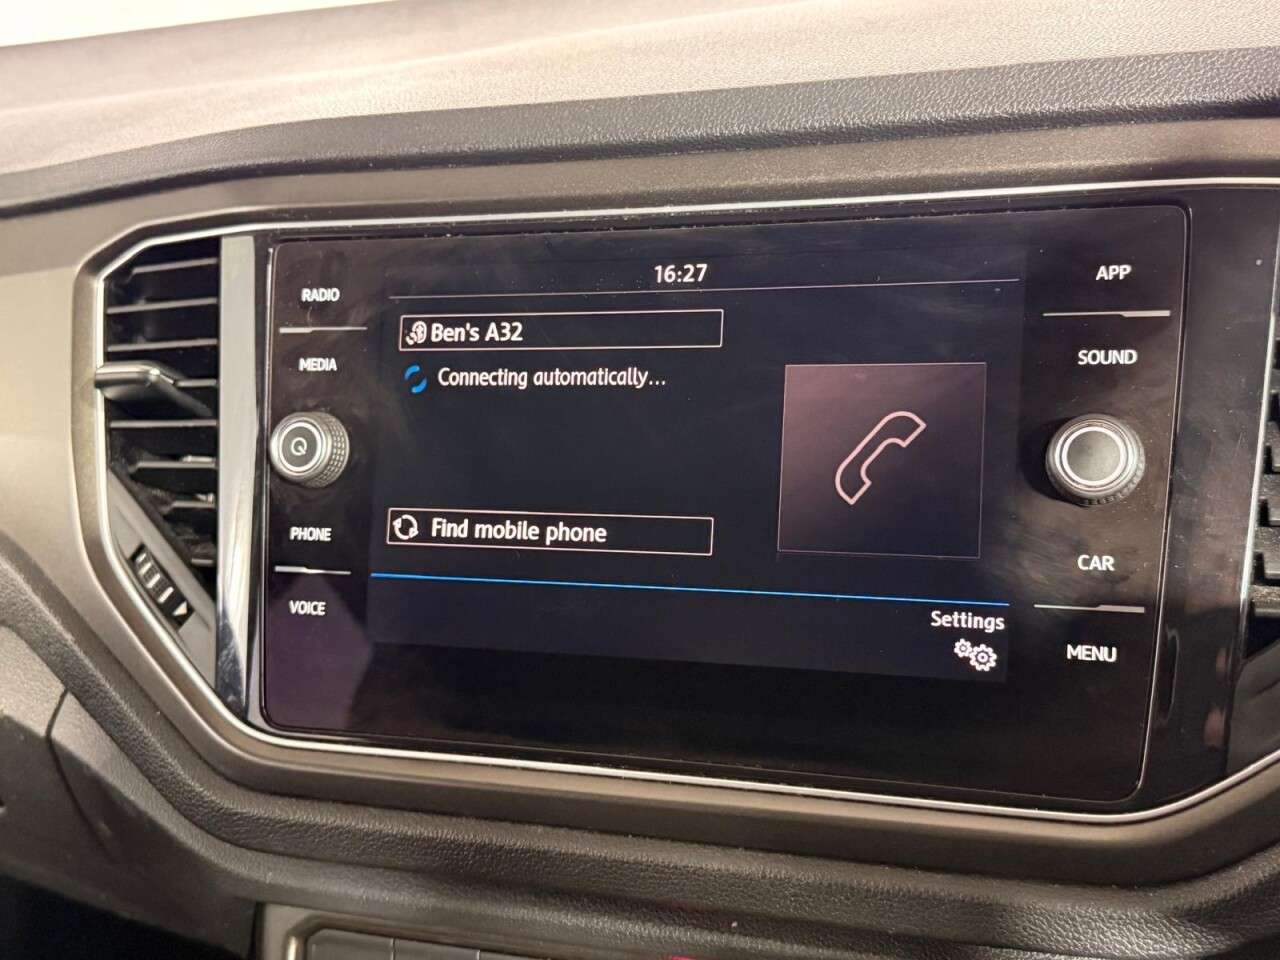 16:27
RADIO
MEDIA
PHONE
VOICE
Ben's A32
Connecting automatically...
Find mobile phone
Settings
APP
SOUND
CAR
MENU